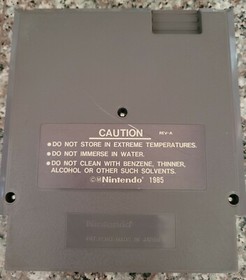 CAUTION REV-A
•DO NOT STORE IN EXTREME TEMPERATURES.
•DO NOT IMMERSE IN WATER.
•DO NOT CLEAN WITH BENZENE, THINNER,
ALCOHOL OR OTHER SUCH SOLVENTS.
©Nintendo® 1985